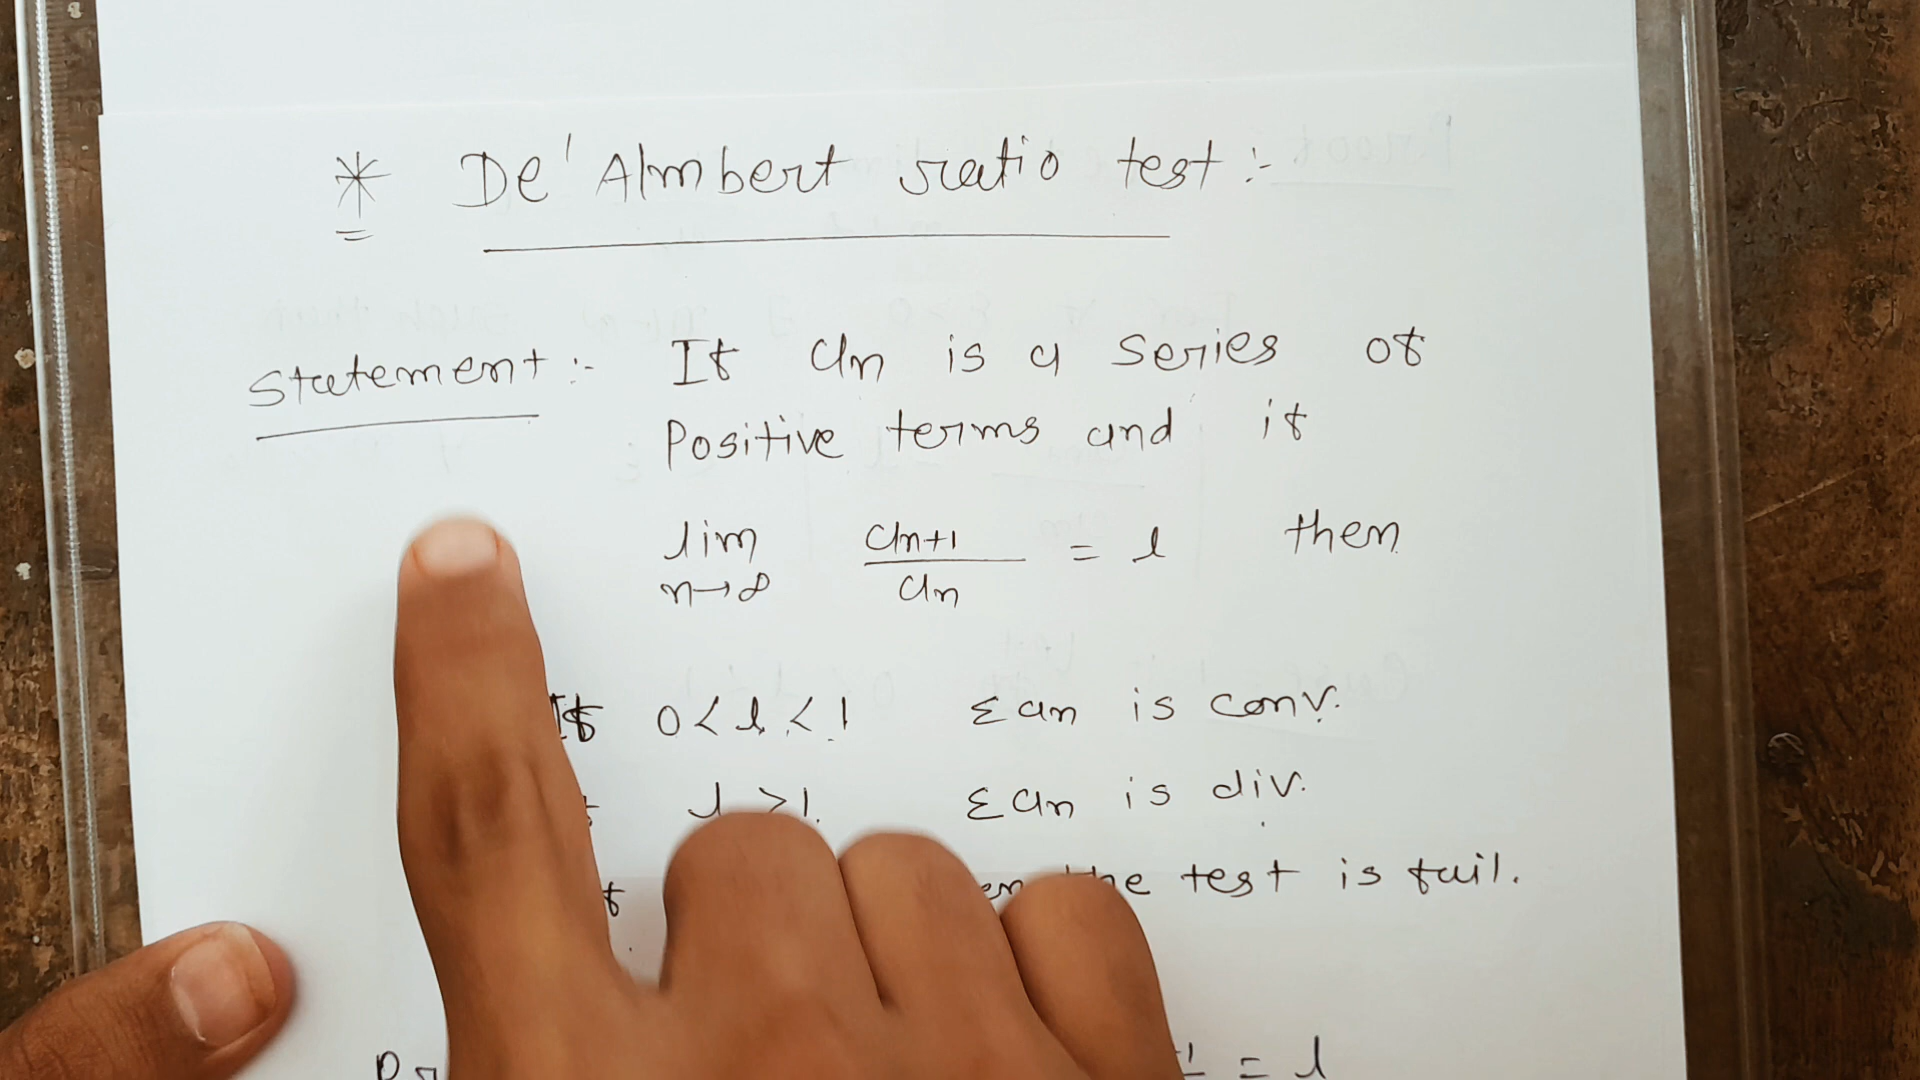 * De'Almbert ratio test :-
Statement :- If an is a series of
Positive terms and if
lim n→∞ an+1 / an = l then
If 0 < l < 1 Σan is conv.
l > 1. Σan is div.
the test is fail.
= l